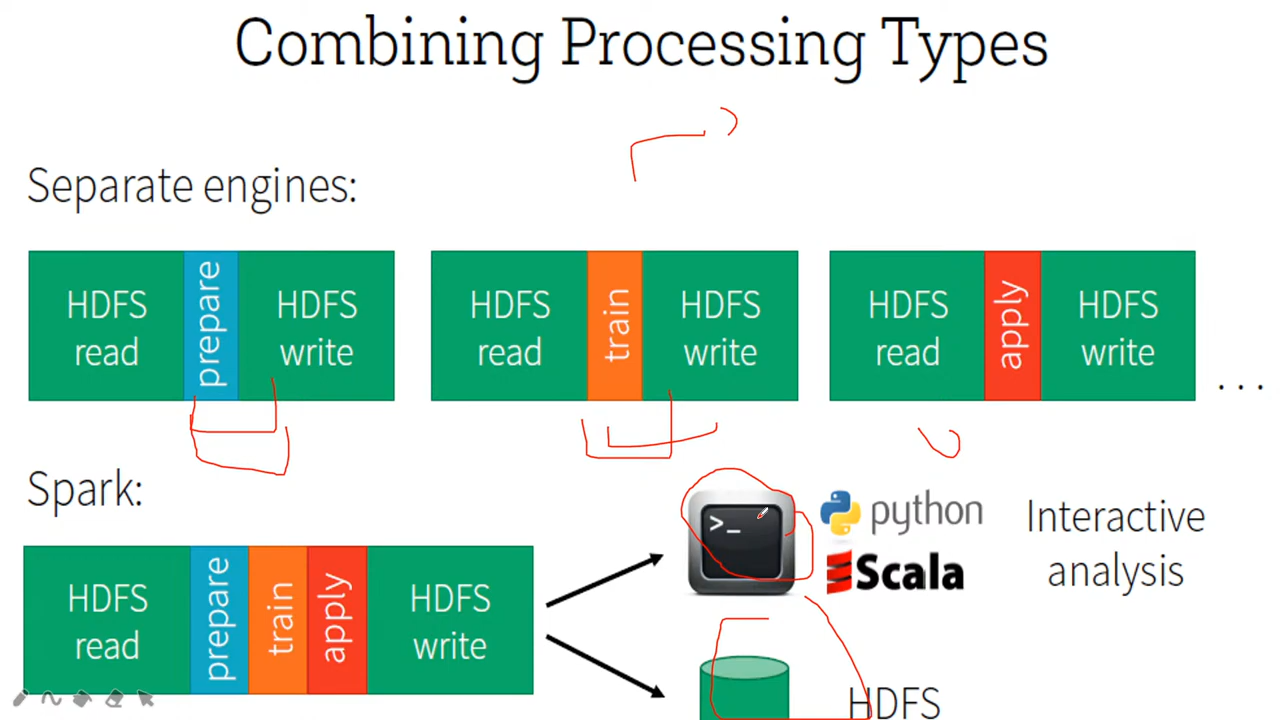 Combining Processing Types
Separate engines:
HDFS read
prepare
HDFS write
HDFS read
train
HDFS write
HDFS read
apply
HDFS write
...
Spark:
HDFS read
prepare
train
apply
HDFS write
>_
python
Scala
Interactive analysis
HDFS